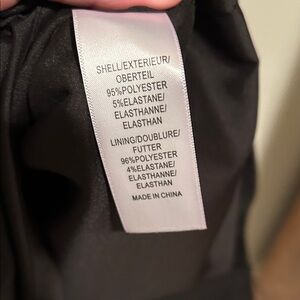 SHELL/EXTERIEUR/
OBERTEIL
95%POLYESTER
5%ELASTANE/
ELASTHANNE/
ELASTHAN
LINING/DOUBLURE/
FUTTER
96%POLYESTER
4%ELASTANE/
ELASTHANNE/
ELASTHAN
MADE IN CHINA